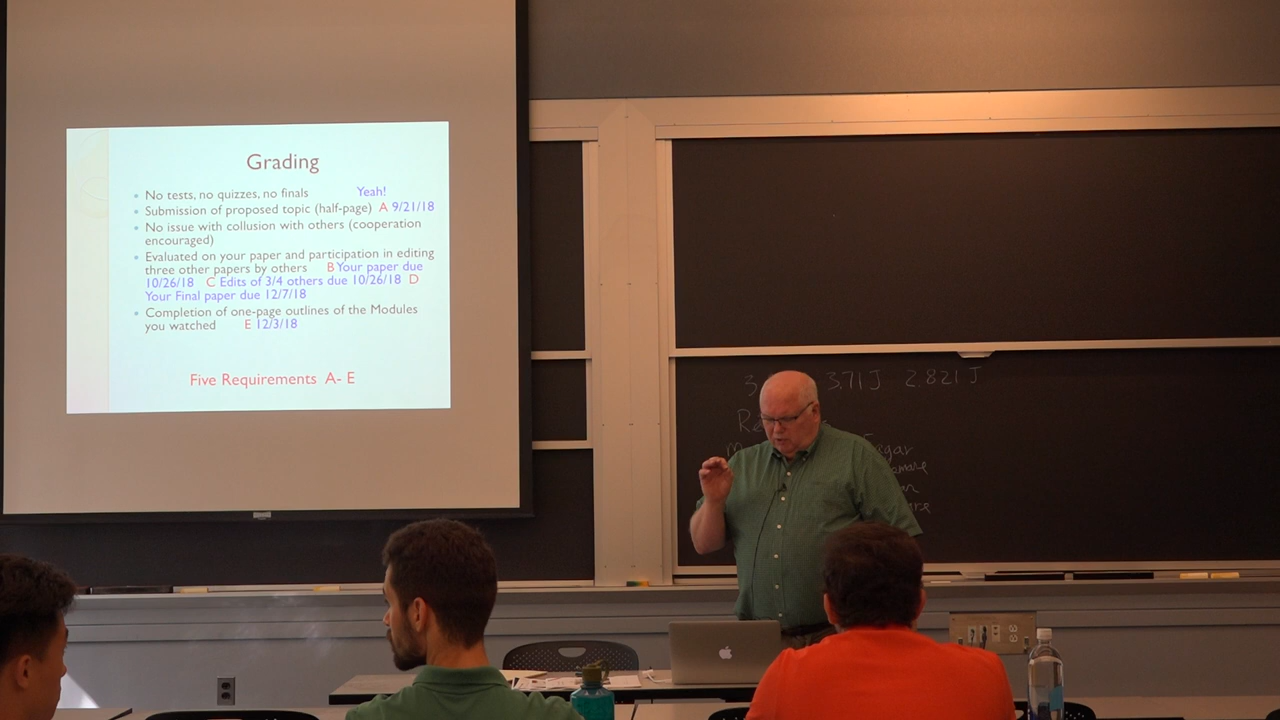 Grading
No tests, no quizzes, no finals Yeah!
Submission of proposed topic (half-page) A 9/21/18
No issue with collusion with others (cooperation
encouraged)
Evaluated on your paper and participation in editing
three other papers by others B Your paper due
10/26/18 C Edits of 3/4 others due 10/26/18 D
Your Final paper due 12/7/18
Completion of one-page outlines of the Modules
you watched E 12/3/18
Five Requirements A- E
3.71 J 2.821 J